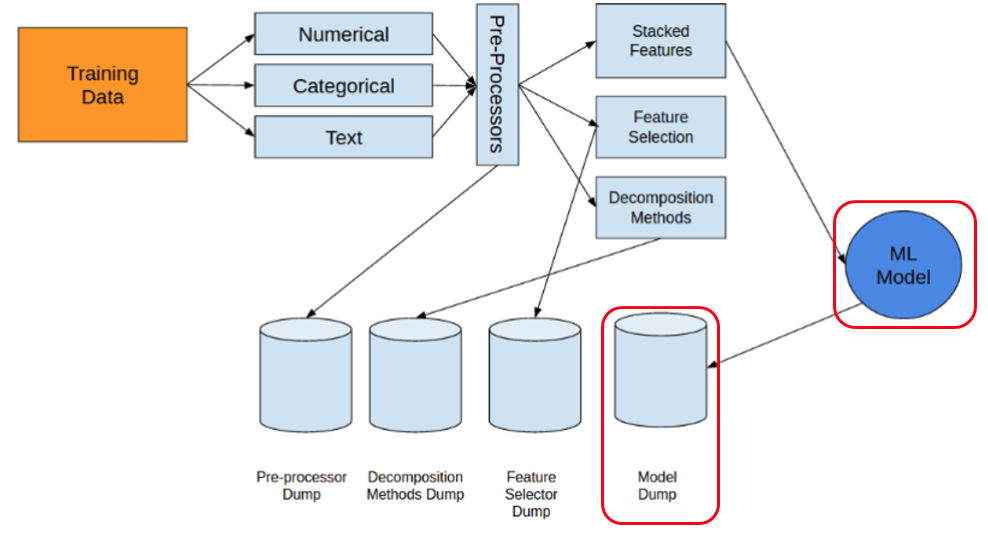 Training
Data
Numerical
Categorical
Text
Pre-Processors
Stacked
Features
Feature
Selection
Decomposition
Methods
ML
Model
Pre-processor
Dump
Decomposition
Methods Dump
Feature
Selector
Dump
Model
Dump